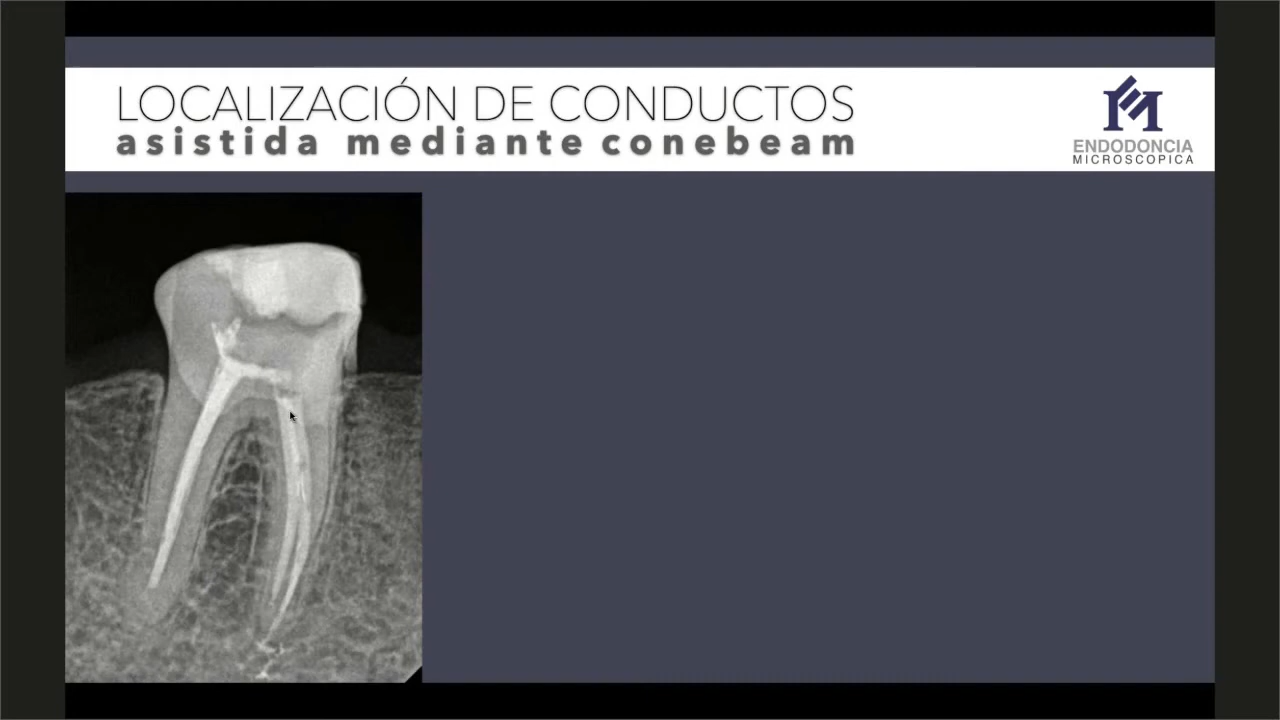 LOCALIZACIÓN DE CONDUCTOS
asistida mediante conebeam
ENDODONCIA
MICROSCOPICA